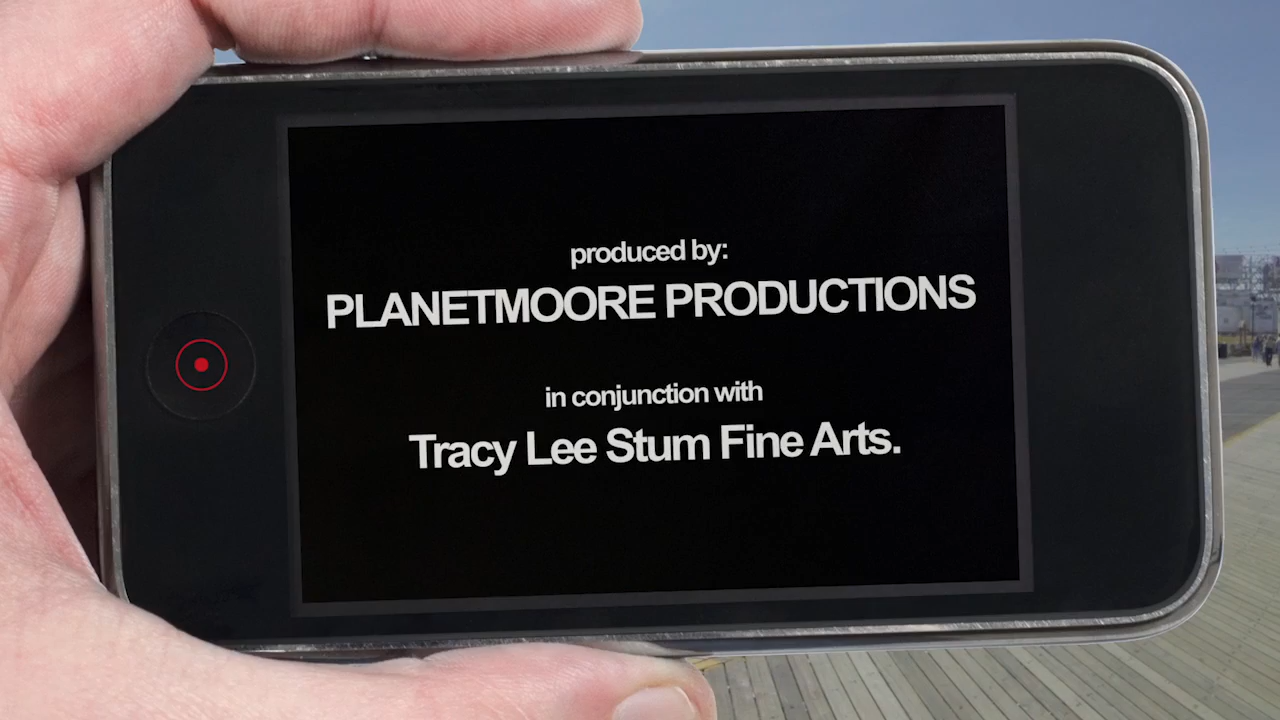 produced by:
PLANETMOORE PRODUCTIONS
in conjunction with
Tracy Lee Stum Fine Arts.